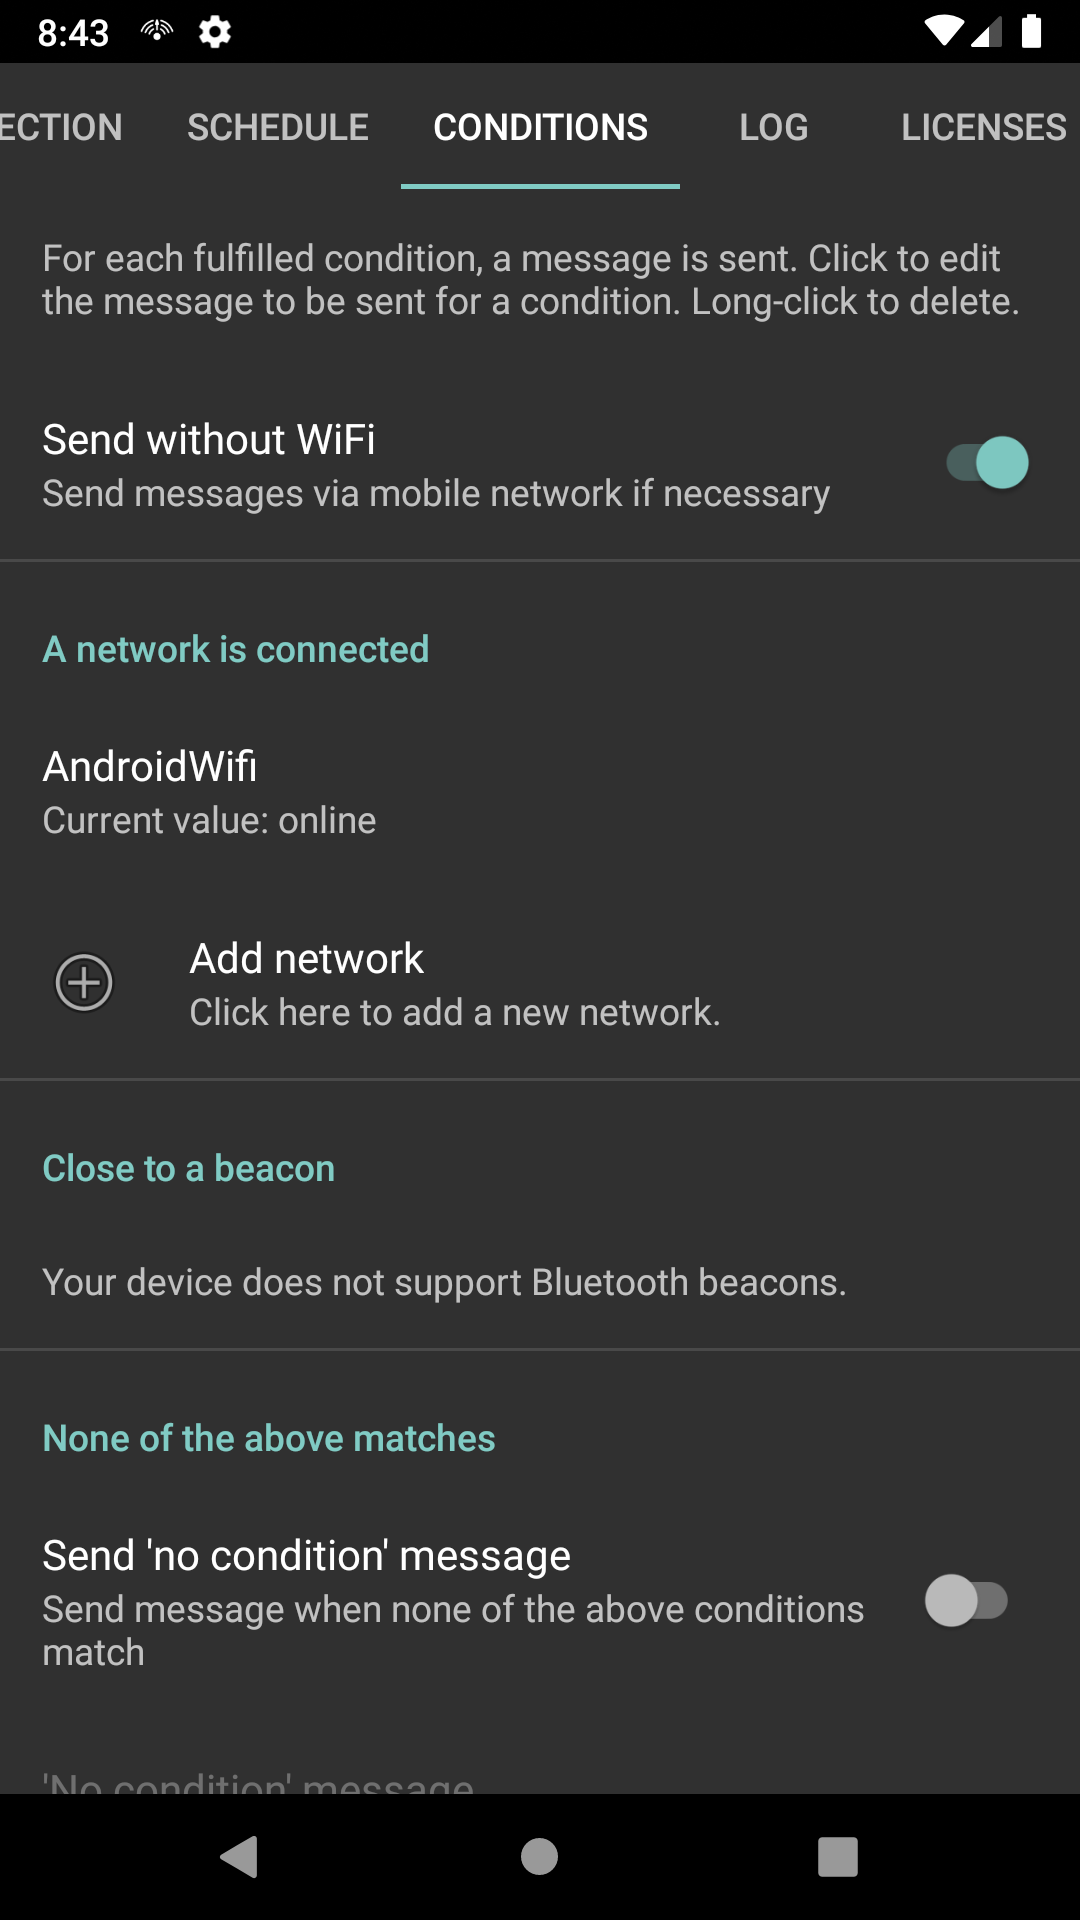 8:43
ECTION SCHEDULE CONDITIONS LOG LICENSES
For each fulfilled condition, a message is sent. Click to edit
the message to be sent for a condition. Long-click to delete.
Send without WiFi
Send messages via mobile network if necessary
A network is connected
AndroidWifi
Current value: online
Add network
Click here to add a new network.
Close to a beacon
Your device does not support Bluetooth beacons.
None of the above matches
Send 'no condition' message
Send message when none of the above conditions
match
'No condition' message